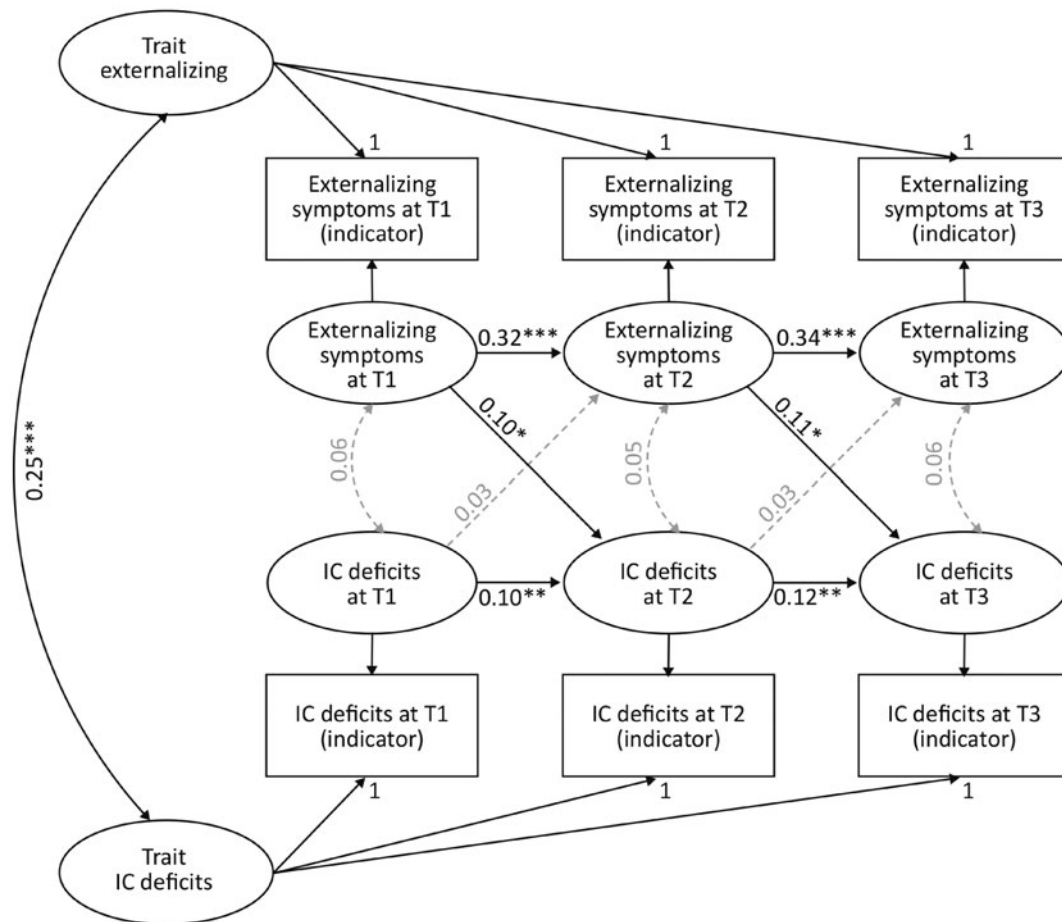 Trait
externalizing
1
1
1
Externalizing
symptoms at T1
(indicator)
Externalizing
symptoms at T2
(indicator)
Externalizing
symptoms at T3
(indicator)
Externalizing
symptoms
at T1
0.32***
Externalizing
symptoms
at T2
0.34***
Externalizing
symptoms
at T3
0.25***
0.06
0.10*
0.03
0.05
0.11*
0.03
0.06
IC deficits
at T1
0.10**
IC deficits
at T2
0.12**
IC deficits
at T3
IC deficits at T1
(indicator)
IC deficits at T2
(indicator)
IC deficits at T3
(indicator)
1
1
1
Trait
IC deficits